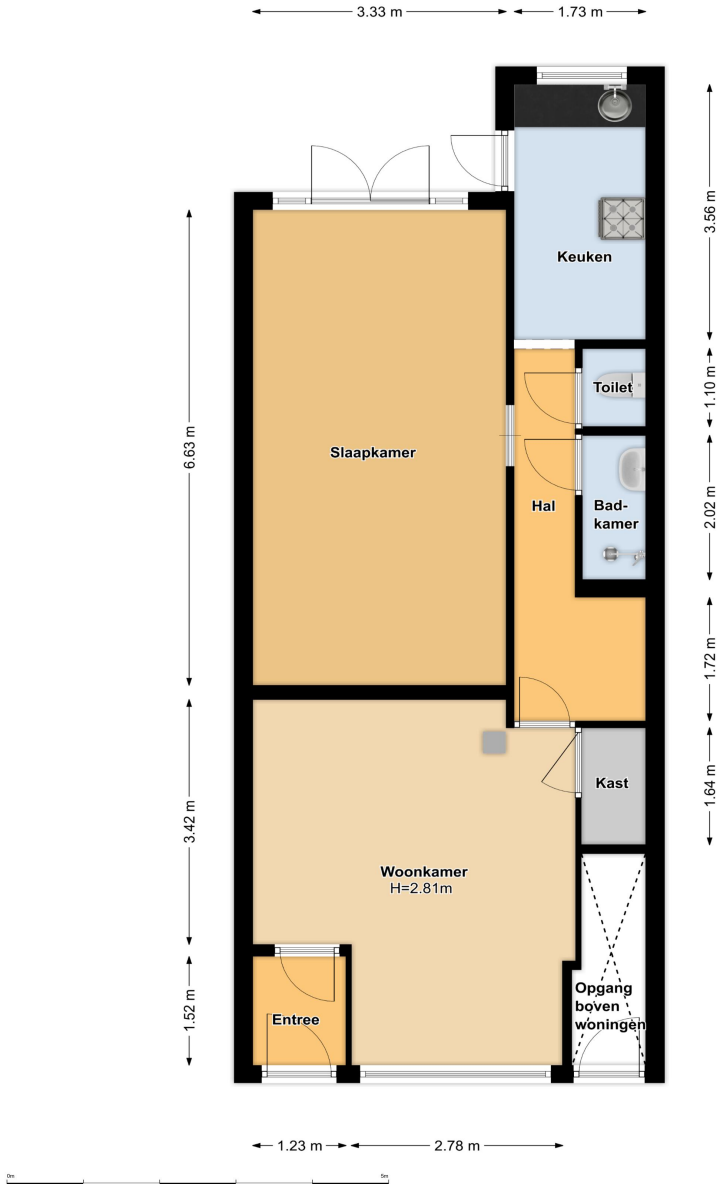 3.33 m
1.73 m
3.56 m
Keuken
1.10 m
Toilet
6.63 m
Slaapkamer
2.02 m
Hal
Bad-
kamer
1.72 m
1.64 m
Kast
3.42 m
Woonkamer
H=2.81m
Opgang
boven
woningen
1.52 m
Entree
1.23 m
2.78 m
0m
5m